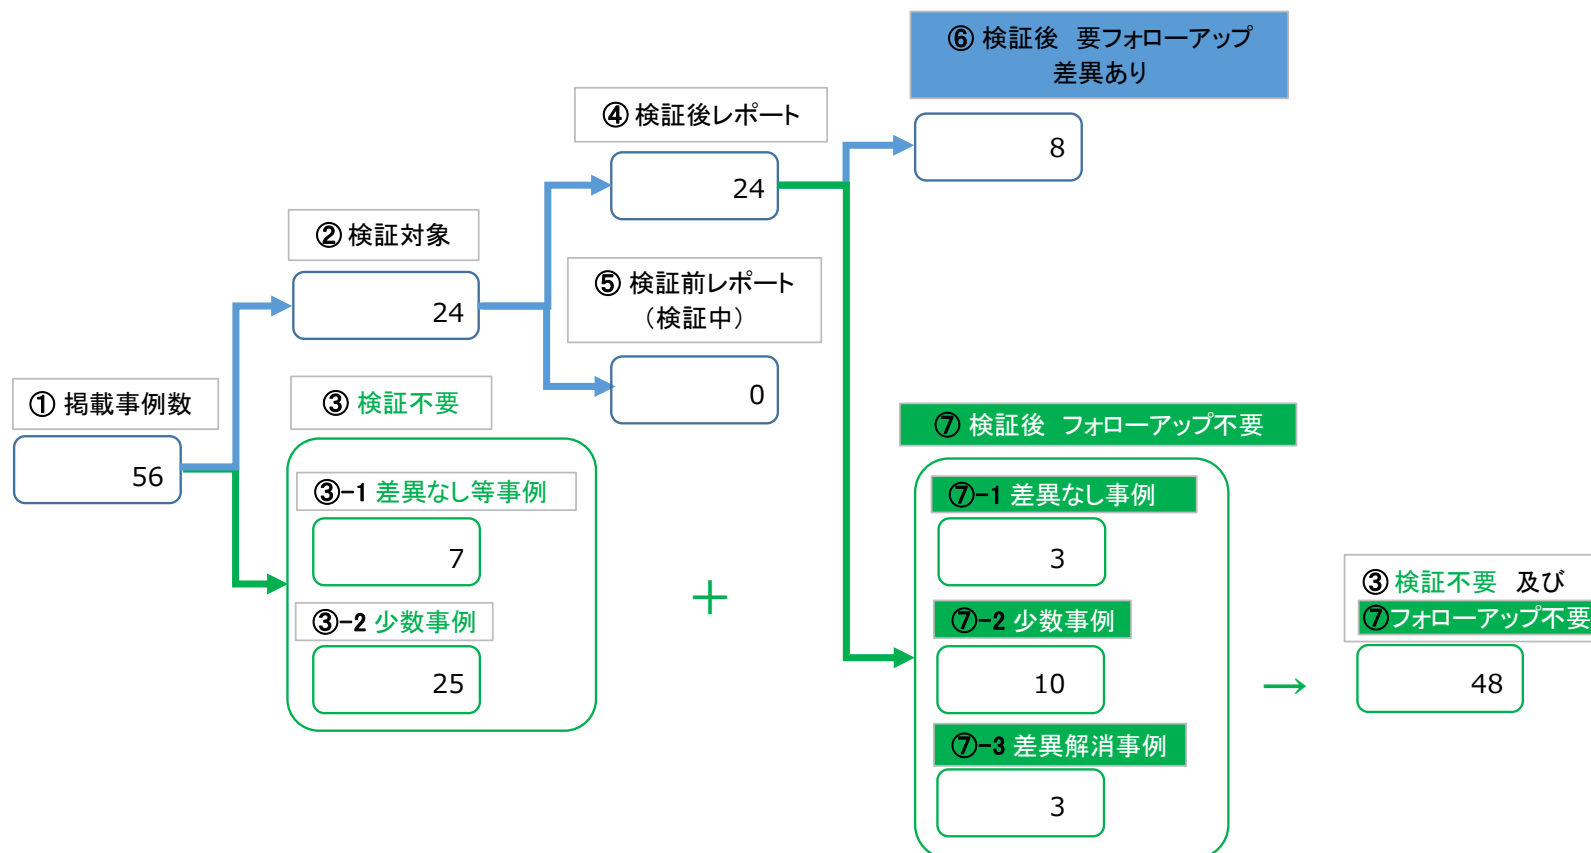 ① 掲載事例数
56
② 検証対象
24
③ 検証不要
③-1 差異なし等事例
7
③-2 少数事例
25
④ 検証後レポート
24
⑤ 検証前レポート
（検証中）
0
⑥ 検証後　要フォローアップ
差異あり
8
＋
⑦ 検証後　フォローアップ不要
⑦-1 差異なし事例
3
⑦-2 少数事例
10
⑦-3 差異解消事例
3
→
③ 検証不要　及び
⑦フォローアップ不要
48